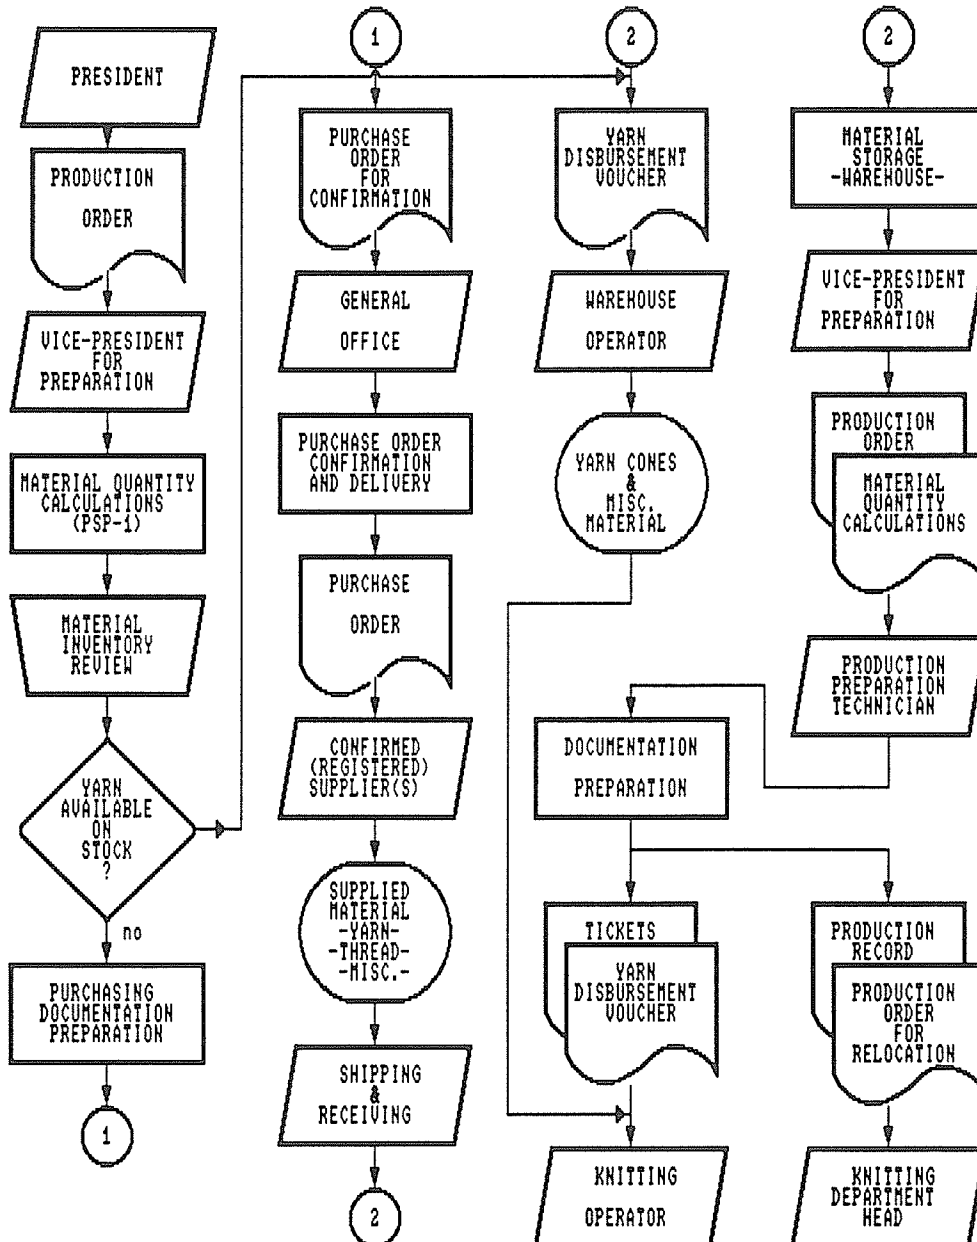 PRESIDENT
PRODUCTION
ORDER
VICE-PRESIDENT
FOR
PREPARATION
MATERIAL QUANTITY
CALCULATIONS
(PSP-1)
MATERIAL
INVENTORY
REVIEW
YARN
AVAILABLE
ON
STOCK
?
no
PURCHASING
DOCUMENTATION
PREPARATION
1
1
PURCHASE
ORDER
FOR
CONFIRMATION
GENERAL
OFFICE
PURCHASE ORDER
CONFIRMATION
AND DELIVERY
PURCHASE
ORDER
CONFIRMED
(REGISTERED)
SUPPLIER(S)
SUPPLIED
MATERIAL
-YARN-
-THREAD-
-MISC.-
SHIPPING
&
RECEIVING
2
2
YARN
DISBURSEMENT
VOUCHER
WAREHOUSE
OPERATOR
YARN CONES
&
MISC.
MATERIAL
DOCUMENTATION
PREPARATION
TICKETS
YARN
DISBURSEMENT
VOUCHER
KNITTING
OPERATOR
2
MATERIAL
STORAGE
-WAREHOUSE-
VICE-PRESIDENT
FOR
PREPARATION
PRODUCTION
ORDER
MATERIAL
QUANTITY
CALCULATIONS
PRODUCTION
PREPARATION
TECHNICIAN
PRODUCTION
RECORD
PRODUCTION
ORDER
FOR
RELOCATION
KNITTING
DEPARTMENT
HEAD